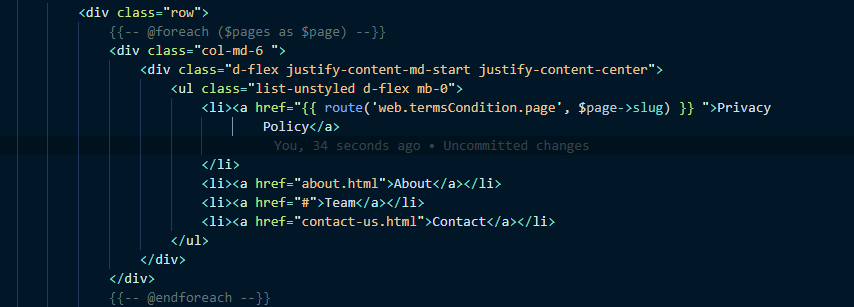 <div class="row">
{{-- @foreach ($pages as $page) --}}
<div class="col-md-6 ">
<div class="d-flex justify-content-md-start justify-content-center">
<ul class="list-unstyled d-flex mb-0">
<li><a href="{{ route('web.termsCondition.page', $page->slug) }} ">Privacy
Policy</a>
You, 34 seconds ago • Uncommitted changes
</li>
<li><a href="about.html">About</a></li>
<li><a href="#">Team</a></li>
<li><a href="contact-us.html">Contact</a></li>
</ul>
</div>
</div>
{{-- @endforeach --}}